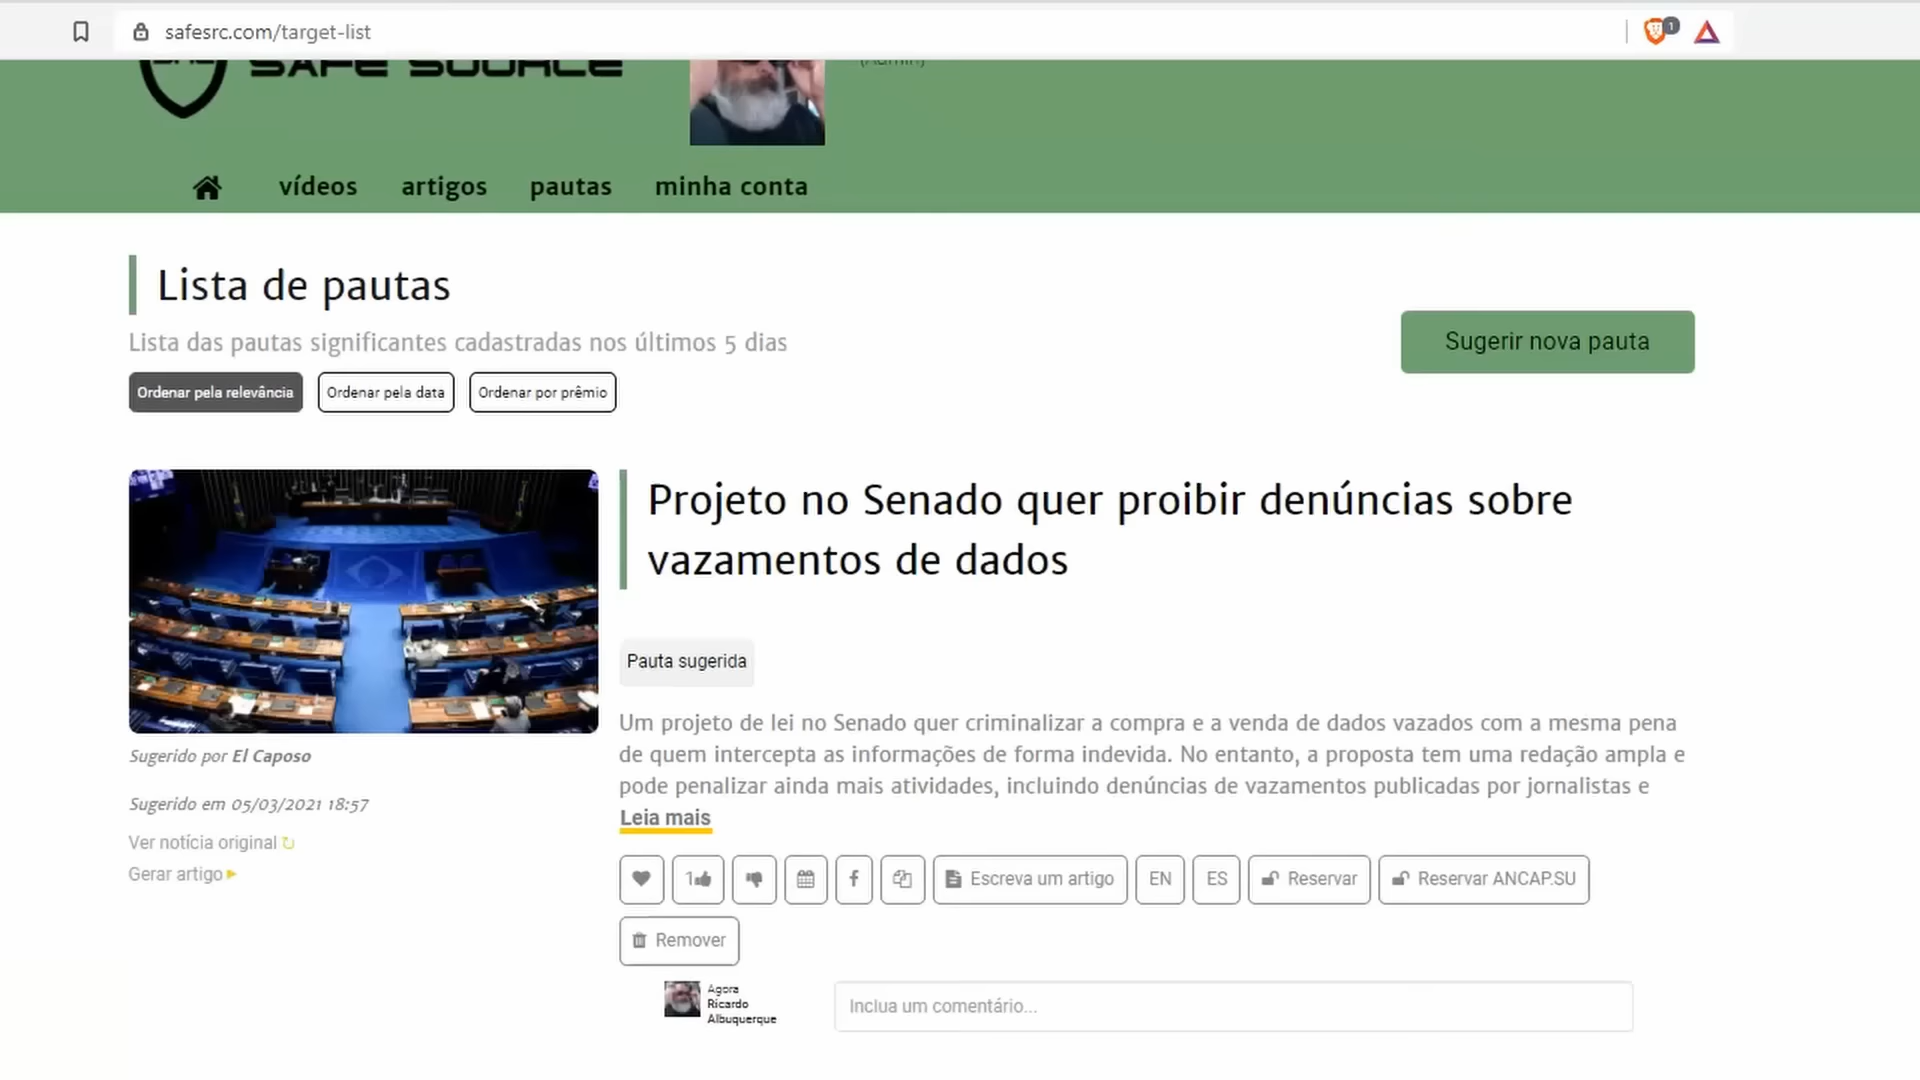 safesrc.com/target-list
1
SAFE SOURCE
(Admin)
vídeos
artigos
pautas
minha conta
Lista de pautas
Lista das pautas significantes cadastradas nos últimos 5 dias
Sugerir nova pauta
Ordenar pela relevância
Ordenar pela data
Ordenar por prêmio
Projeto no Senado quer proibir denúncias sobre
vazamentos de dados
Pauta sugerida
Um projeto de lei no Senado quer criminalizar a compra e a venda de dados vazados com a mesma pena
de quem intercepta as informações de forma indevida. No entanto, a proposta tem uma redação ampla e
pode penalizar ainda mais atividades, incluindo denúncias de vazamentos publicadas por jornalistas e
Leia mais
Sugerido por El Caposo
Sugerido em 05/03/2021 18:57
Ver notícia original
Gerar artigo
1
Escreva um artigo
EN
ES
Reservar
Reservar ANCAP.SU
Remover
Agora
Ricardo
Albuquerque
Inclua um comentário...